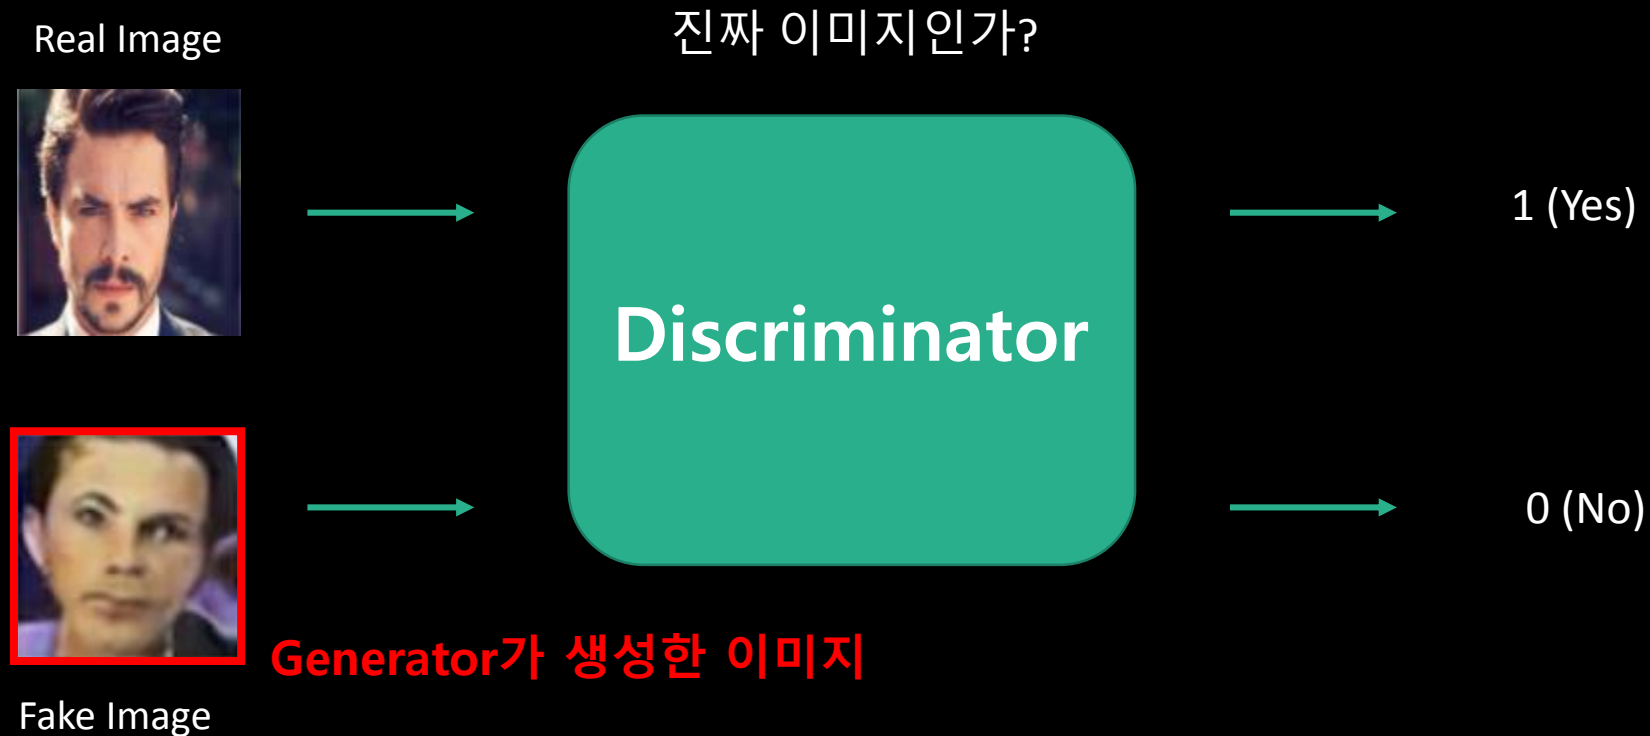 진짜 이미지인가?
Real Image
1 (Yes)
Discriminator
0 (No)
Generator가 생성한 이미지
Fake Image